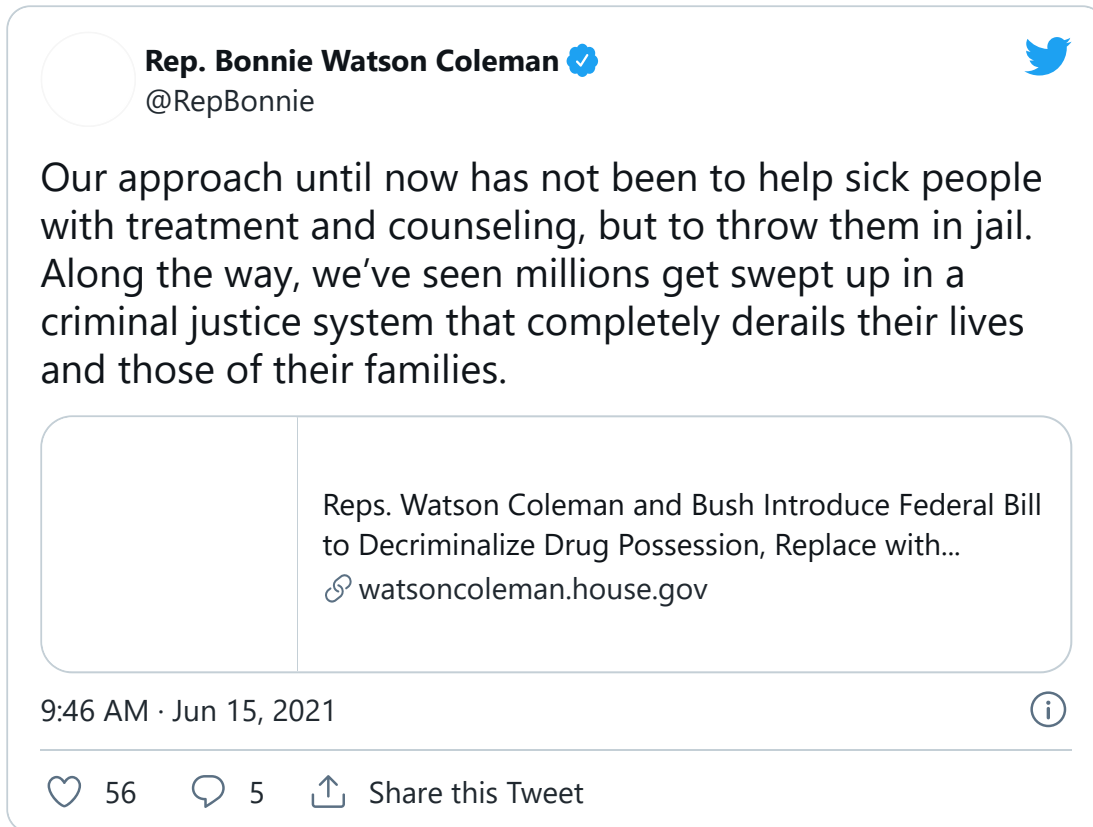 Rep. Bonnie Watson Coleman
@RepBonnie
Our approach until now has not been to help sick people
with treatment and counseling, but to throw them in jail.
Along the way, we’ve seen millions get swept up in a
criminal justice system that completely derails their lives
and those of their families.
Reps. Watson Coleman and Bush Introduce Federal Bill
to Decriminalize Drug Possession, Replace with...
watsoncoleman.house.gov
9:46 AM · Jun 15, 2021
56 5 Share this Tweet